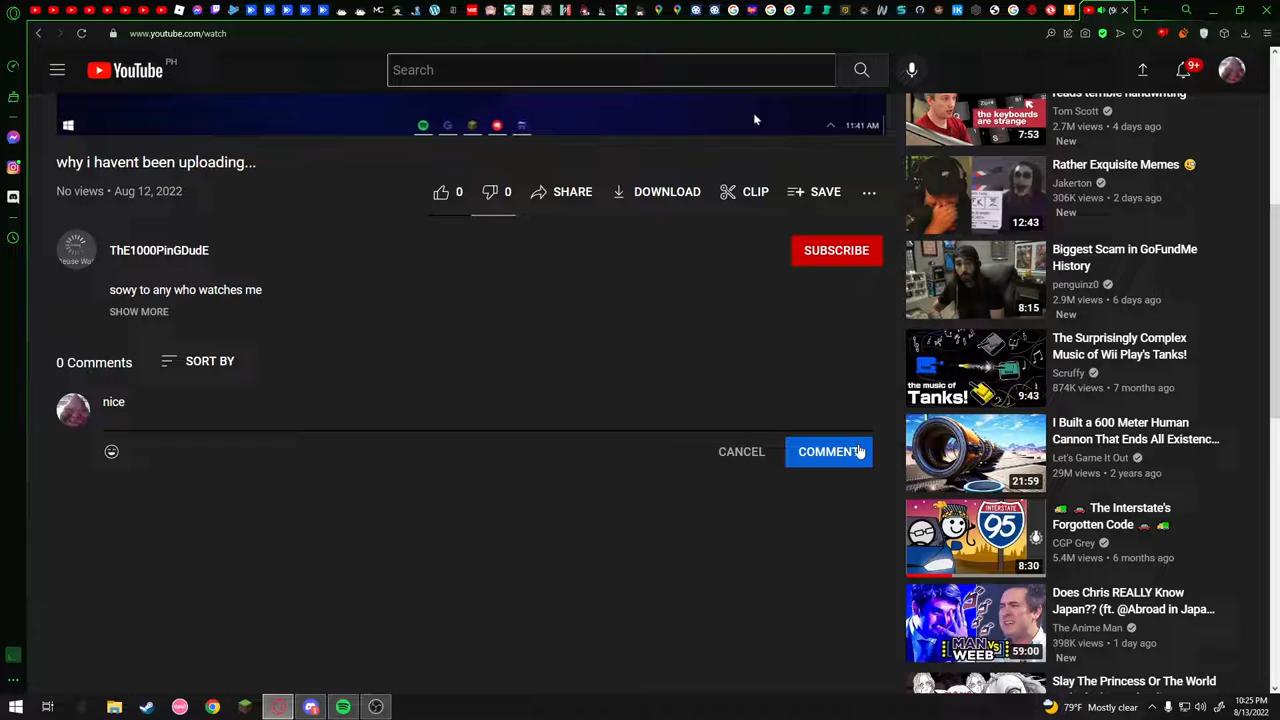 www.youtube.com/watch
YouTube PH
Search
9+
11:41 AM
why i havent been uploading...
No views • Aug 12, 2022
0
0
SHARE
DOWNLOAD
CLIP
SAVE
ThE1000PinGDudE
SUBSCRIBE
sowy to any who watches me
SHOW MORE
0 Comments
SORT BY
nice
CANCEL
COMMENT
reads terrible handwriting
Tom Scott
2.7M views • 4 days ago
New
the keyboards
are strange
7:53
Rather Exquisite Memes
Jakerton
306K views • 2 days ago
New
12:43
Biggest Scam in GoFundMe
History
penguinz0
2.9M views • 6 days ago
New
8:15
The Surprisingly Complex
Music of Wii Play's Tanks!
Scruffy
874K views • 7 months ago
the music of
Tanks!
9:43
I Built a 600 Meter Human
Cannon That Ends All Existenc...
Let's Game It Out
29M views • 2 years ago
21:59
The Interstate's
Forgotten Code
CGP Grey
5.4M views • 6 months ago
INTERSTATE
95
8:30
Does Chris REALLY Know
Japan?? (ft. @Abroad in Japa...
The Anime Man
398K views • 1 day ago
New
MAN VS
WEEB
59:00
Slay The Princess Or The World
79°F Mostly clear
10:25 PM
8/13/2022